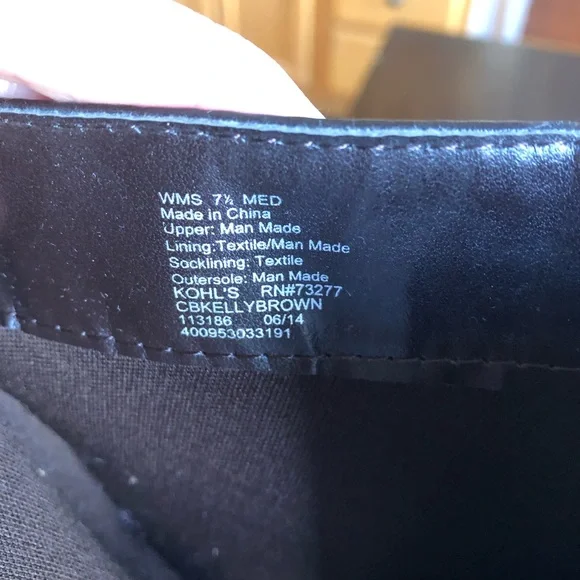 WMS 7½ MED
Made in China
Upper: Man Made
Lining:Textile/Man Made
Socklining: Textile
Outersole: Man Made
KOHL'S RN#73277
CBKELLYBROWN
113186 06/14
400953033191